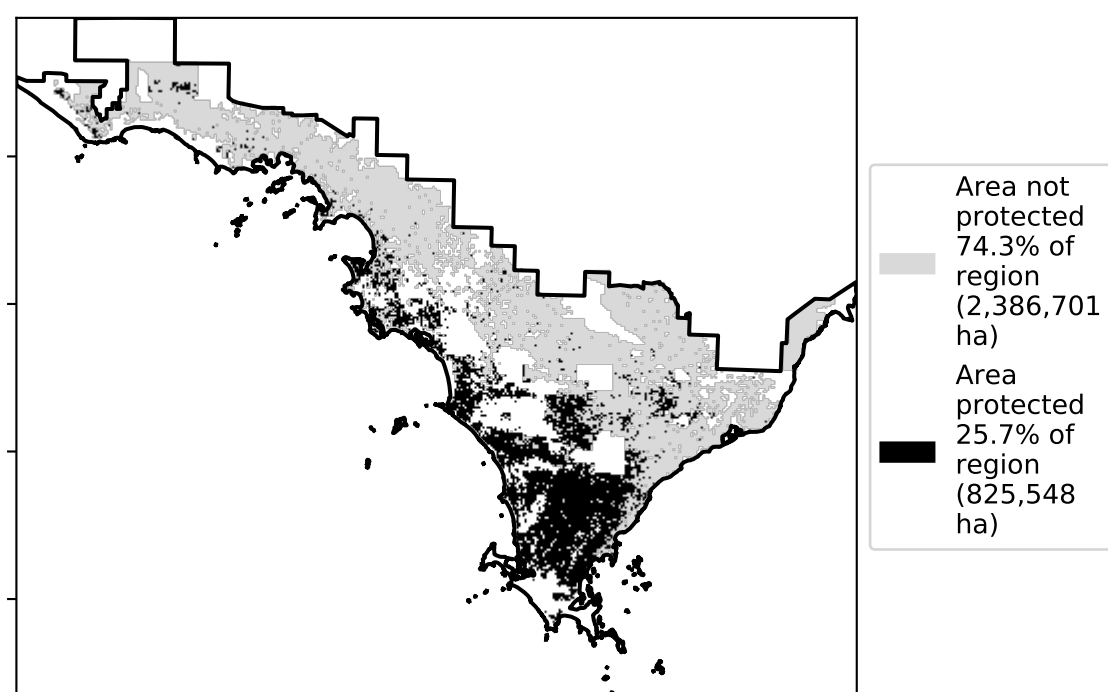 Area not
protected
74.3% of
region
(2,386,701
ha)
Area
protected
25.7% of
region
(825,548
ha)